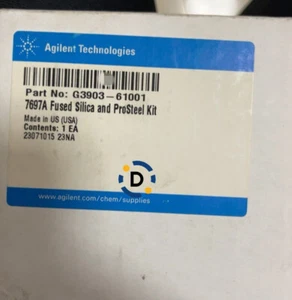 Agilent Technologies
Part No: G3903-61001
7697A Fused Silica and ProSteel Kit
Made in US (USA)
Contents: 1 EA
23071015 23NA
D
www.agilent.com/chem/supplies